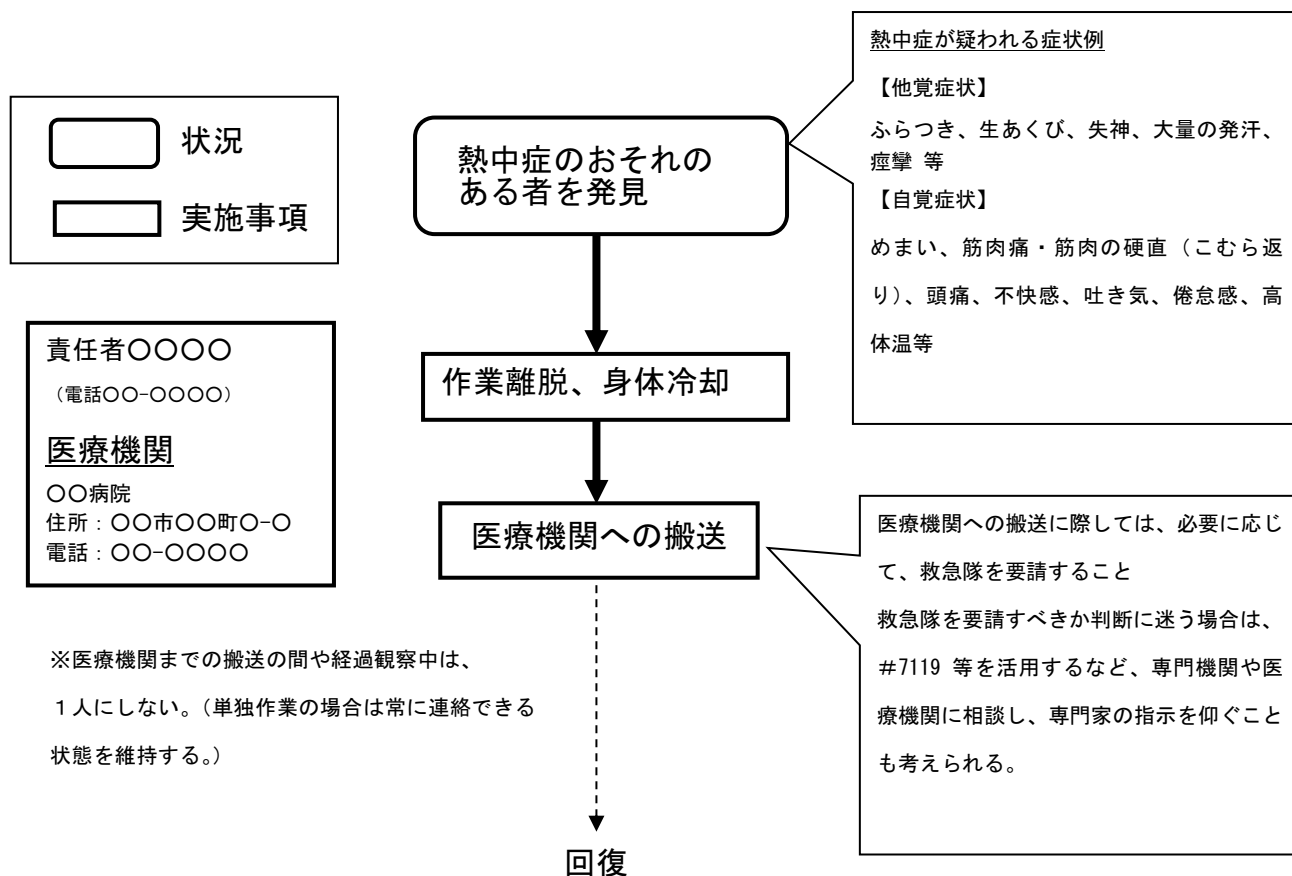 状況
実施事項
責任者〇〇〇〇
（電話〇〇-〇〇〇〇）
医療機関
〇〇病院
住所：〇〇市〇〇町〇-〇
電話：〇〇-〇〇〇〇
熱中症のおそれの
ある者を発見
作業離脱、身体冷却
医療機関への搬送
回復
熱中症が疑われる症状例
【他覚症状】
ふらつき、生あくび、失神、大量の発汗、
痙攣 等
【自覚症状】
めまい、筋肉痛・筋肉の硬直（こむら返
り）、頭痛、不快感、吐き気、倦怠感、高
体温等
医療機関への搬送に際しては、必要に応じ
て、救急隊を要請すること
救急隊を要請すべきか判断に迷う場合は、
＃7119 等を活用するなど、専門機関や医
療機関に相談し、専門家の指示を仰ぐこと
も考えられる。
※医療機関までの搬送の間や経過観察中は、
１人にしない。（単独作業の場合は常に連絡できる
状態を維持する。）